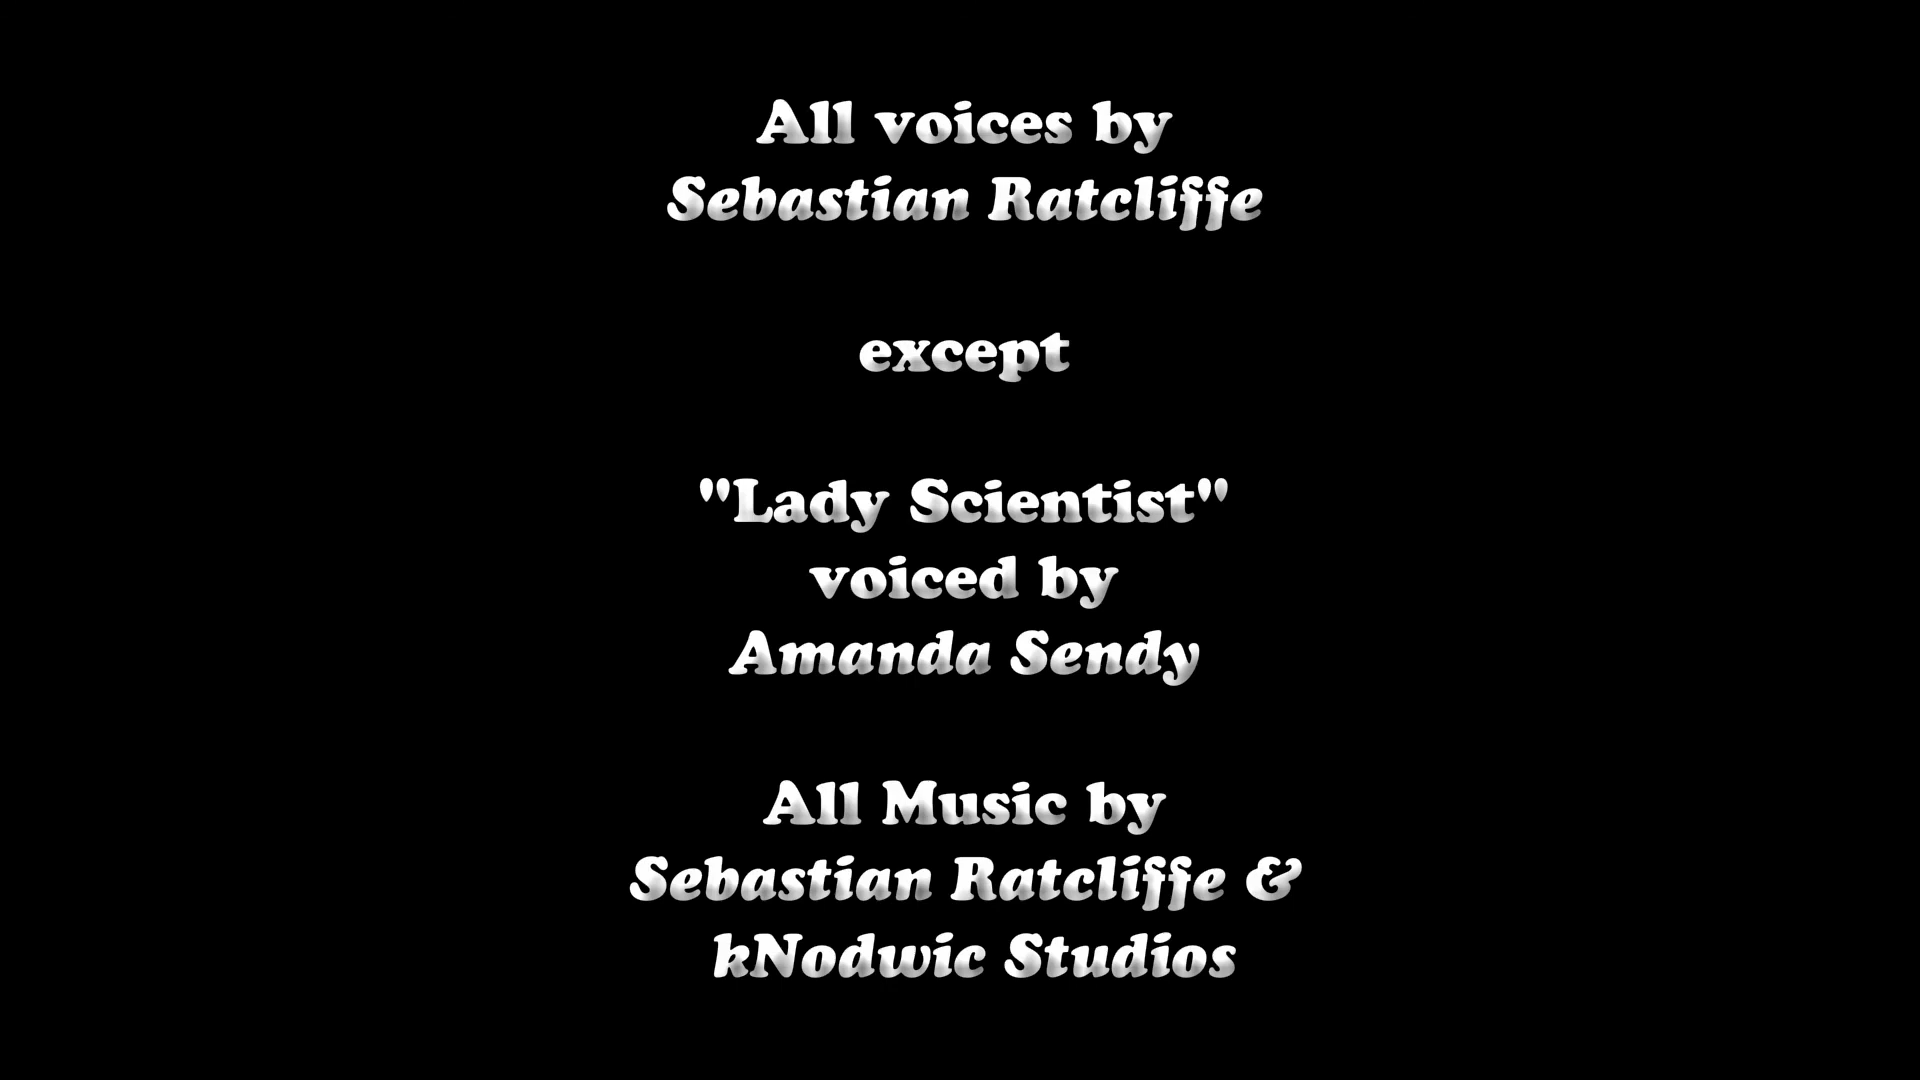 All voices by
Sebastian Ratcliffe
except
"Lady Scientist"
voiced by
Amanda Sendy
All Music by
Sebastian Ratcliffe &
kNodwic Studios